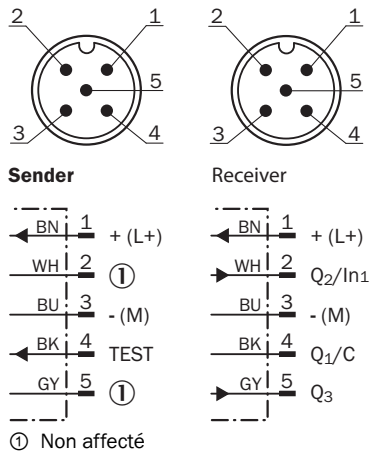 2 1
5
3 4
2 1
5
3 4
Sender
BN 1 + (L+)
WH 2 ①
BU 3 - (M)
BK 4 TEST
GY 5 ①
① Non affecté
Receiver
BN 1 + (L+)
WH 2 Q2/In1
BU 3 - (M)
BK 4 Q1/C
GY 5 Q3